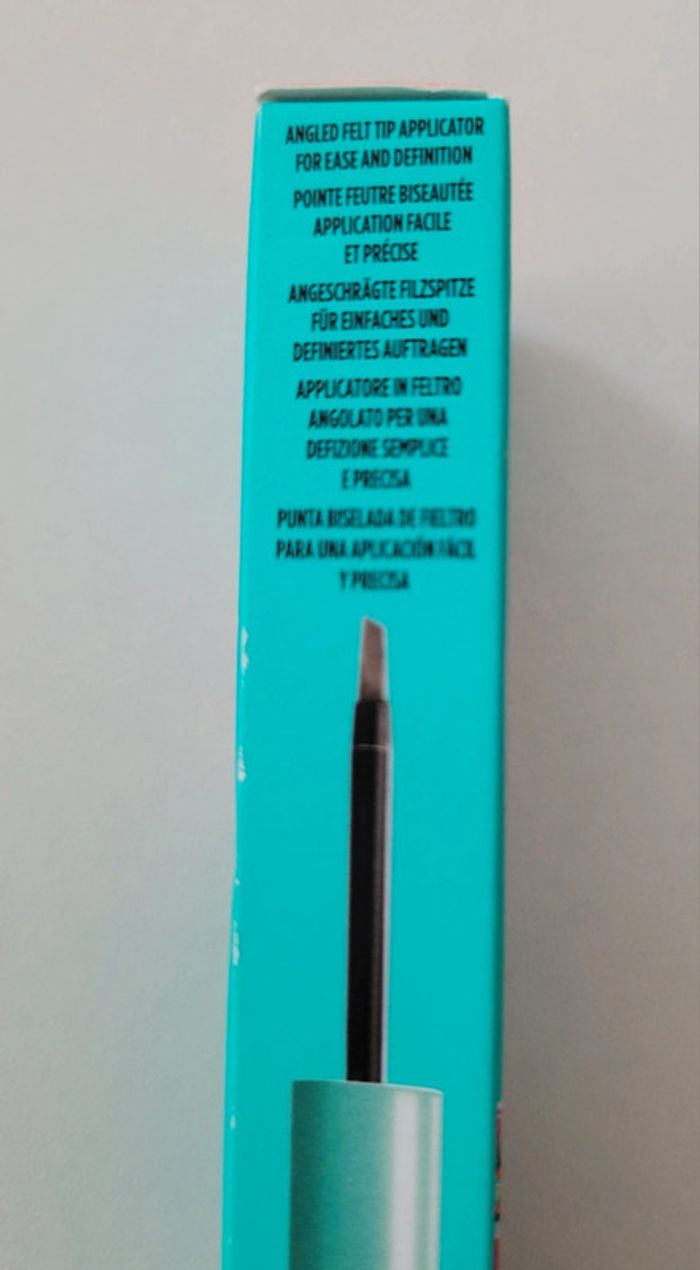 ANGLED FELT TIP APPLICATOR
FOR EASE AND DEFINITION
POINTE FEUTRE BISEAUTÉE
APPLICATION FACILE
ET PRÉCISE
ANGESCHRÄGTE FILZSPITZE
FÜR EINFACHES UND
DEFINIERTES AUFTRAGEN
APPLICATORE IN FELTRO
ANGOLATO PER UNA
DEFIZIONE SEMPLICE
E PRECISA
PUNTA BISELADA DE FIELTRO
PARA UNA APLICACIÓN FÁCIL
Y PRECISA